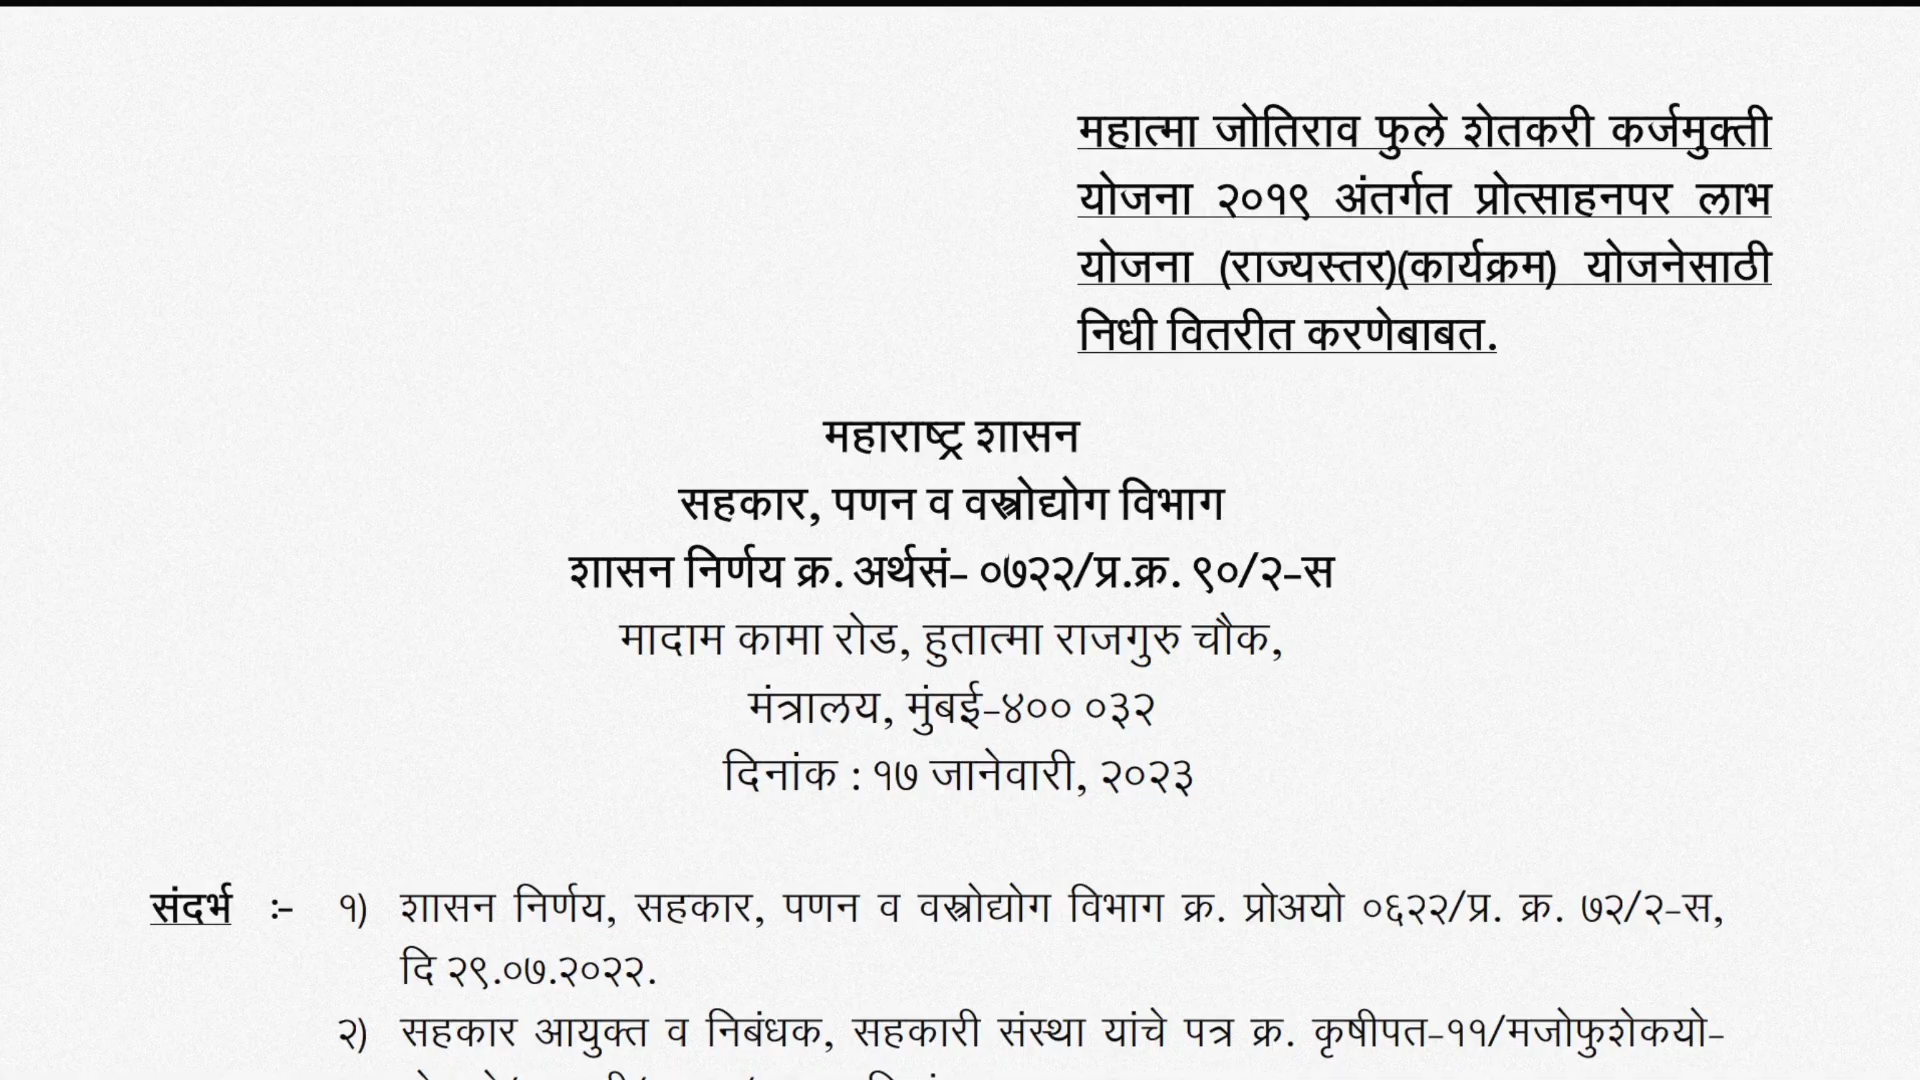 महात्मा जोतिराव फुले शेतकरी कर्जमुक्ती
योजना २०१९ अंतर्गत प्रोत्साहनपर लाभ
योजना (राज्यस्तर)(कार्यक्रम) योजनेसाठी
निधी वितरीत करणेबाबत.
महाराष्ट्र शासन
सहकार, पणन व वस्त्रोद्योग विभाग
शासन निर्णय क्र. अर्थसं- ०७२२/प्र.क्र. ९०/२-स
मादाम कामा रोड, हुतात्मा राजगुरु चौक,
मंत्रालय, मुंबई-४०० ०३२
दिनांक : १७ जानेवारी, २०२३
संदर्भ :- १) शासन निर्णय, सहकार, पणन व वस्त्रोद्योग विभाग क्र. प्रोअयो ०६२२/प्र. क्र. ७२/२-स,
दि २९.०७.२०२२.
२) सहकार आयुक्त व निबंधक, सहकारी संस्था यांचे पत्र क्र. कृषीपत-११/मजोफुशेकयो-